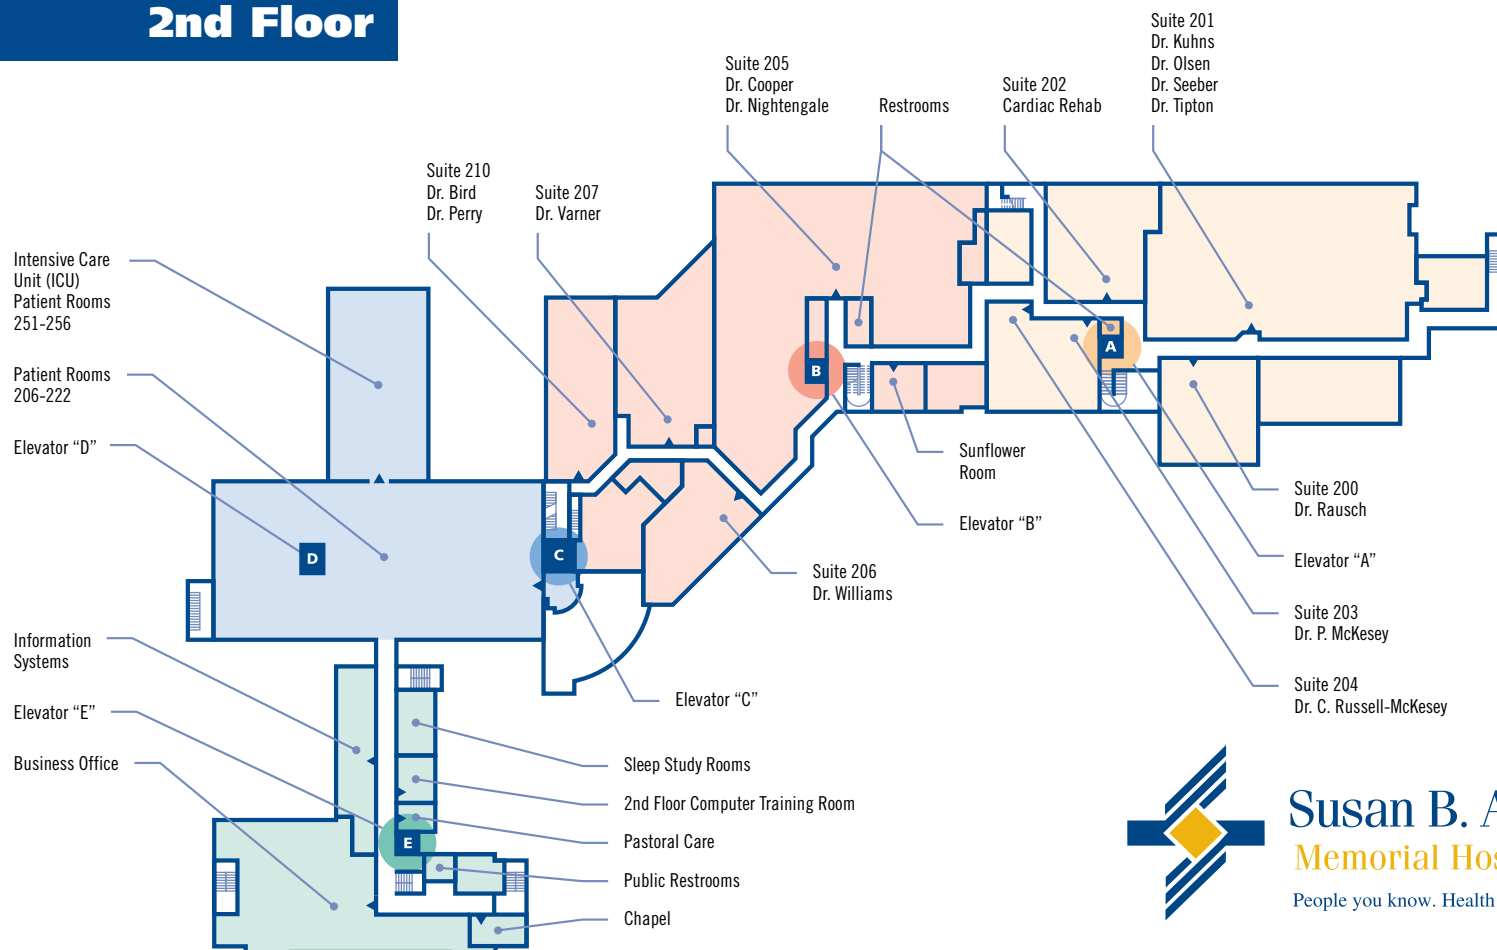 2nd Floor
Suite 201
Dr. Kuhns
Dr. Olsen
Dr. Seeber
Dr. Tipton
Suite 205
Dr. Cooper
Dr. Nightengale
Restrooms
Suite 202
Cardiac Rehab
Suite 210
Dr. Bird
Dr. Perry
Suite 207
Dr. Varner
Intensive Care
Unit (ICU)
Patient Rooms
251-256
Patient Rooms
206-222
Elevator “D”
A
B
Sunflower
Room
Suite 200
Dr. Rausch
Elevator “B”
D
C
Elevator “A”
Suite 206
Dr. Williams
Suite 203
Dr. P. McKesey
Information
Systems
Suite 204
Dr. C. Russell-McKesey
Elevator “C”
Elevator “E”
Business Office
Sleep Study Rooms
2nd Floor Computer Training Room
Pastoral Care
E
Public Restrooms
Chapel
Susan B. A
Memorial Hos
People you know. Health